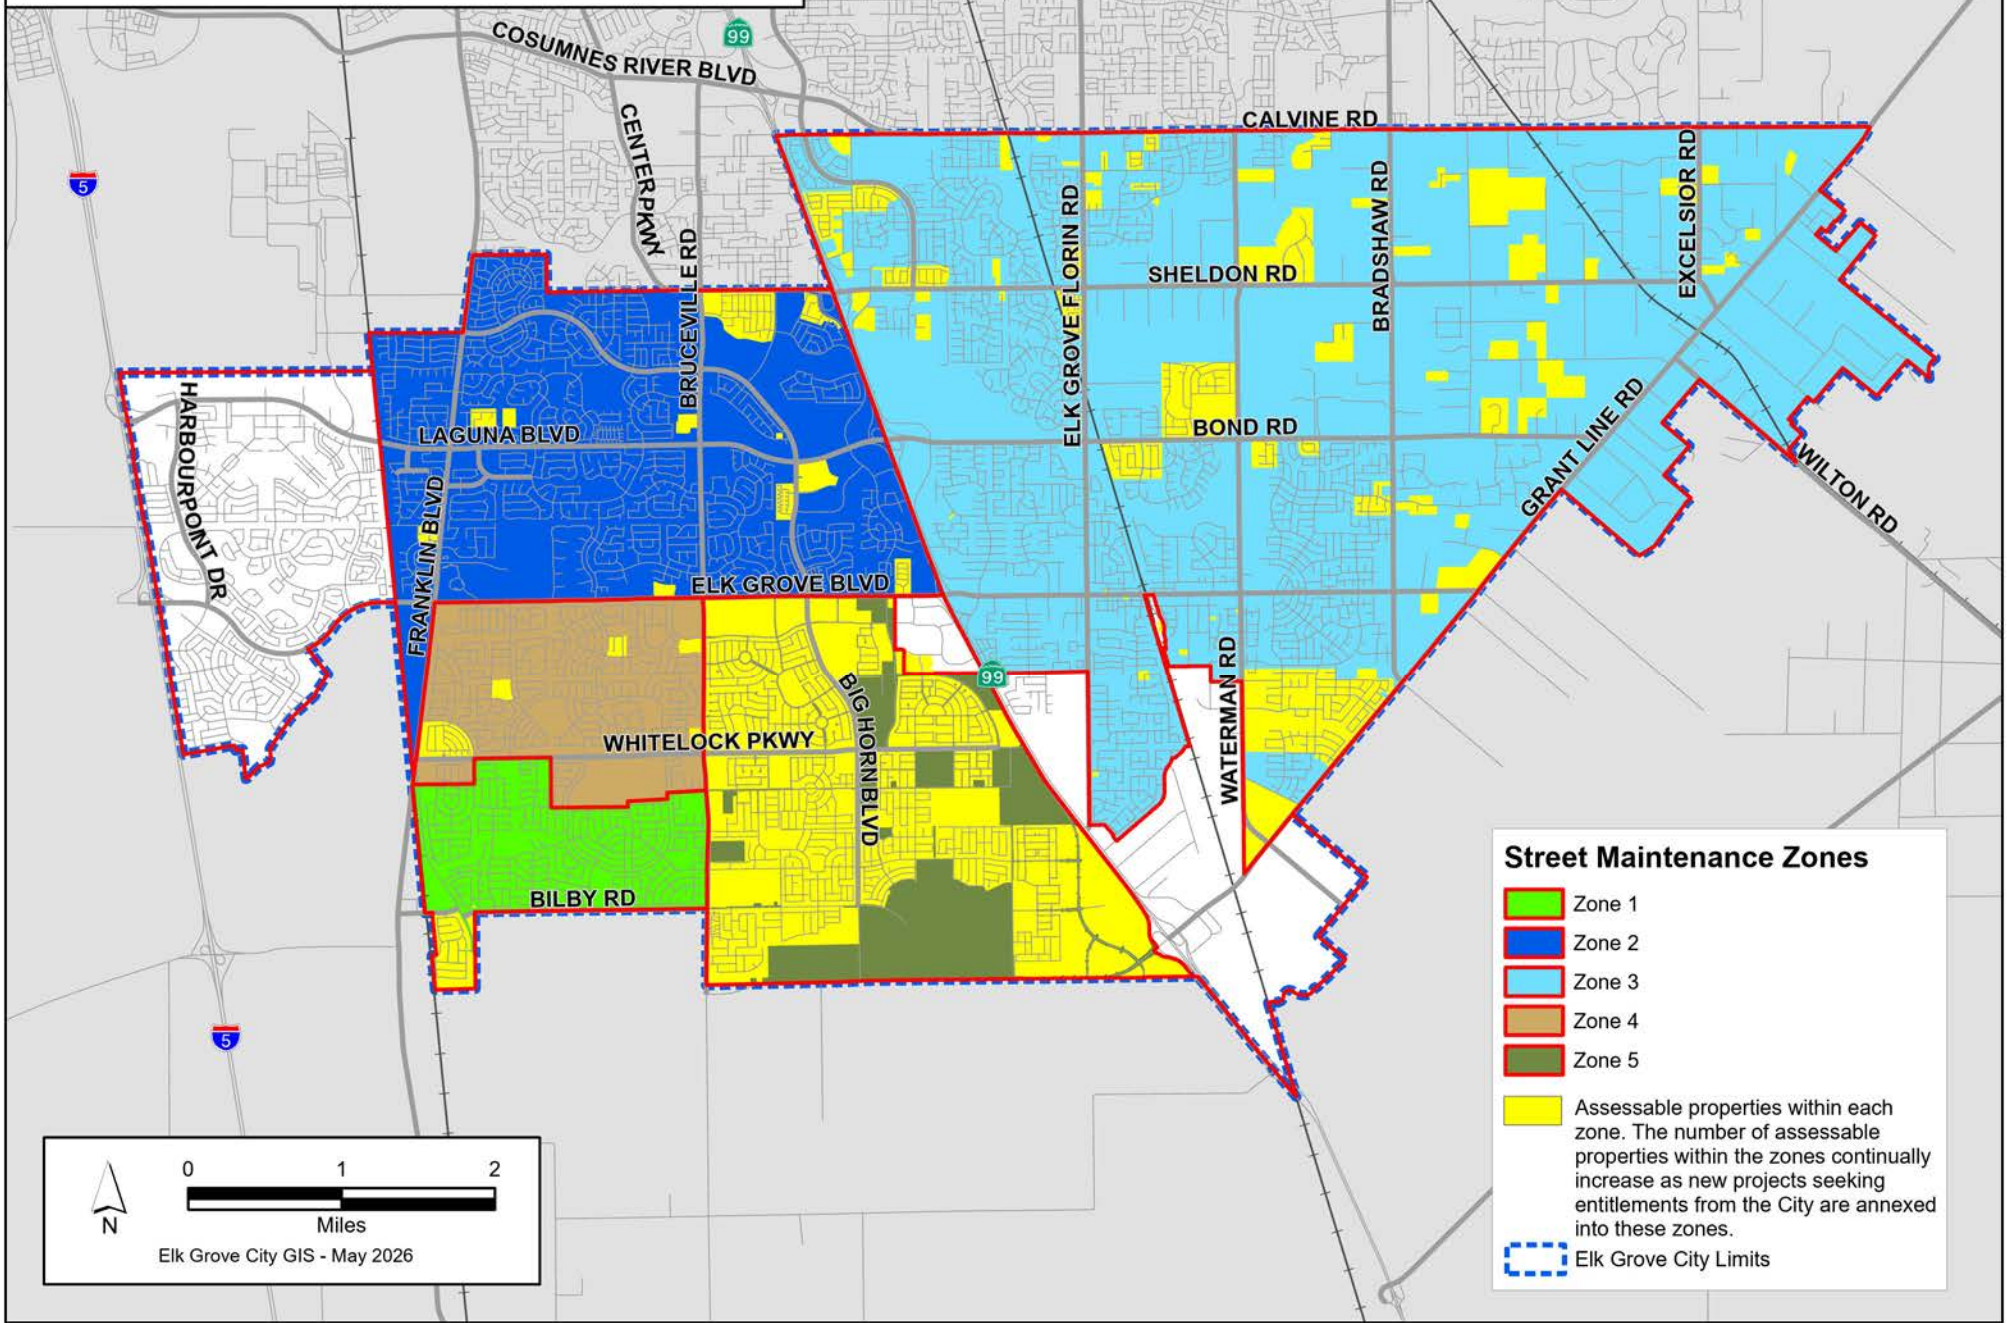 99
COSUMNES RIVER BLVD
CENTER PKWY
CALVINE RD
5
EXCELSIOR RD
BRADSHAW RD
ELK GROVE FLORIN RD
BRUCEVILLE RD
SHELDON RD
HARBOURPOINT DR
LAGUNA BLVD
BOND RD
GRANT LINE RD
WILTON RD
FRANKLIN BLVD
ELK GROVE BLVD
99
WATERMAN RD
BIG HORN BLVD
WHITELOCK PKWY
BILBY RD
5
Street Maintenance Zones
Zone 1
Zone 2
Zone 3
Zone 4
Zone 5
Assessable properties within each
zone. The number of assessable
properties within the zones continually
increase as new projects seeking
entitlements from the City are annexed
into these zones.
Elk Grove City Limits
0 1 2
N
Miles
Elk Grove City GIS - May 2026